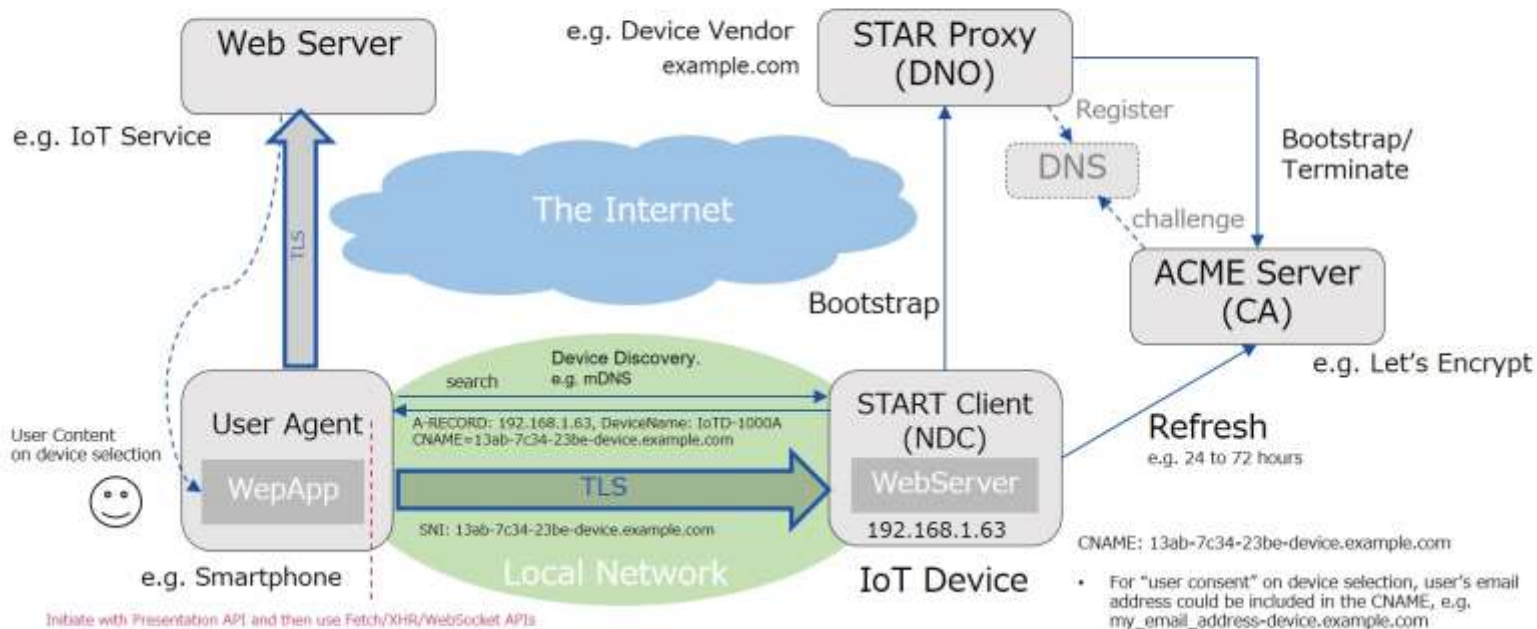 Web Server
e.g. IoT Service
TLS
e.g. Device Vendor
example.com
STAR Proxy
(DNO)
Register
DNS
challenge
Bootstrap/
Terminate
The Internet
Bootstrap
ACME Server
(CA)
e.g. Let's Encrypt
Refresh
e.g. 24 to 72 hours
Device Discovery.
e.g. mDNS
search
A-RECORD: 192.168.1.63, DeviceName: IoTD-1000A
CNAME=13ab-7c34-23be-device.example.com
User Agent
WepApp
User Content
on device selection
TLS
SNI: 13ab-7c34-23be-device.example.com
Local Network
START Client
(NDC)
WebServer
192.168.1.63
e.g. Smartphone
IoT Device
Initiate with Presentation API and then use Fetch/XHR/WebSocket APIs
CNAME: 13ab-7c34-23be-device.example.com
• For "user consent" on device selection, user's email
address could be included in the CNAME, e.g.
my_email_address-device.example.com